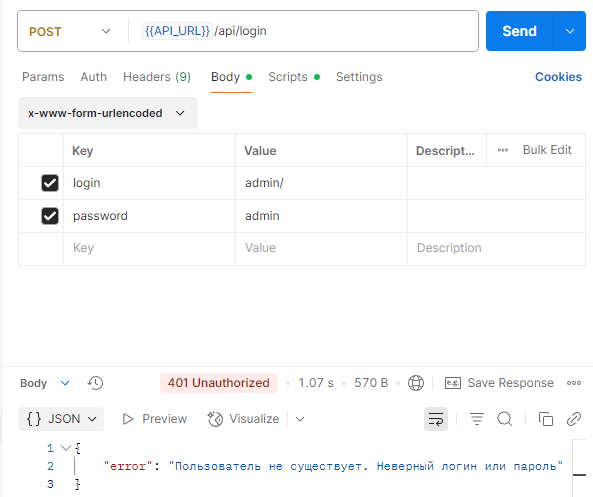 POST {{API_URL}} /api/login Send
Params Auth Headers (9) Body Scripts Settings Cookies
x-www-form-urlencoded
Key Value Descript... Bulk Edit
login admin/
password admin
Key Value Description
Body 401 Unauthorized 1.07 s 570 B e.g. Save Response
{} JSON Preview Visualize
1 {
2 "error": "Пользователь не существует. Неверный логин или пароль"
3 }